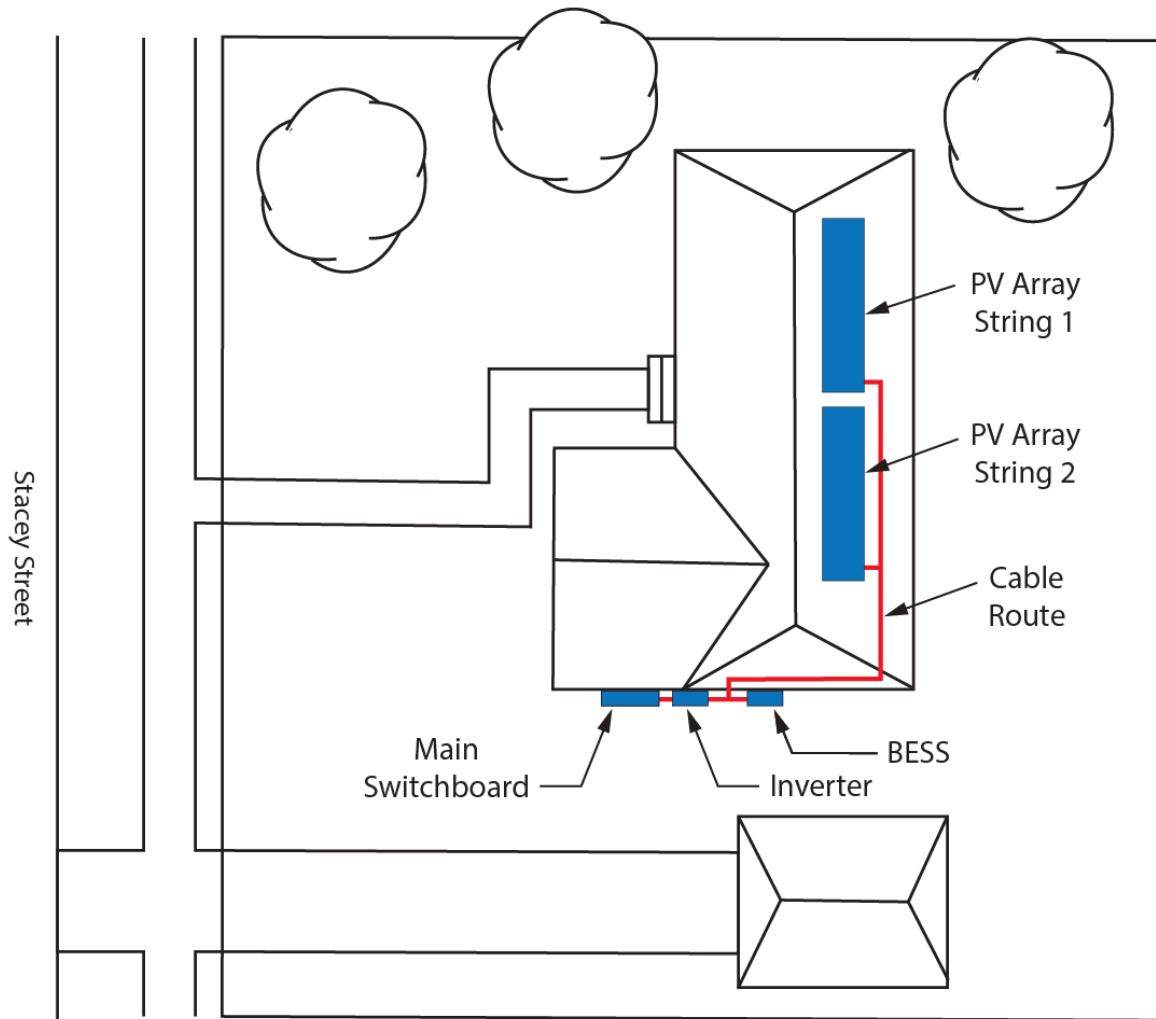 PV Array
String 1
PV Array
String 2
Stacey Street
Cable
Route
Main
Switchboard
BESS
Inverter